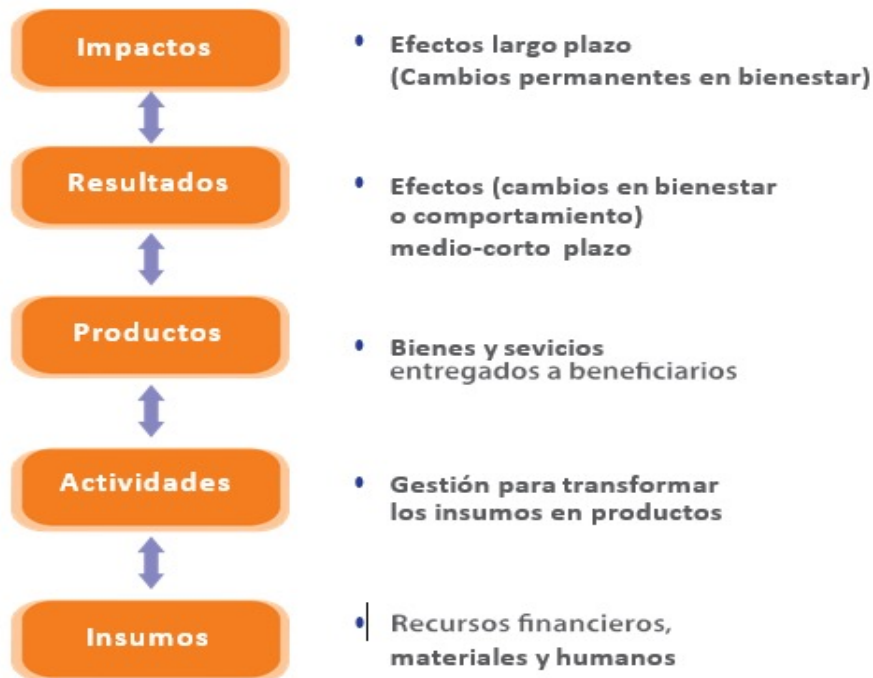 Impactos
• Efectos largo plazo
(Cambios permanentes en bienestar)
Resultados
• Efectos (cambios en bienestar
o comportamiento)
medio-corto plazo
Productos
• Bienes y sevicios
entregados a beneficiarios
Actividades
• Gestión para transformar
los insumos en productos
Insumos
• Recursos financieros,
materiales y humanos